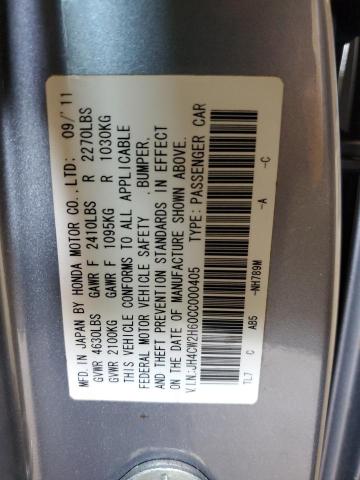 MFD. IN JAPAN BY HONDA MOTOR CO., LTD. 09/'11
GVWR 4630LBS GAWR F 2410LBS R 2270LBS
GVWR 2100KG GAWR F 1095KG R 1030KG
THIS VEHICLE CONFORMS TO ALL APPLICABLE
FEDERAL MOTOR VEHICLE SAFETY, BUMPER,
AND THEFT PREVENTION STANDARDS IN EFFECT
ON THE DATE OF MANUFACTURE SHOWN ABOVE.
V.I.N:JH4CW2H60CC000405 TYPE: PASSENGER CAR
AB5 -NH789M -A -C
TL7 C